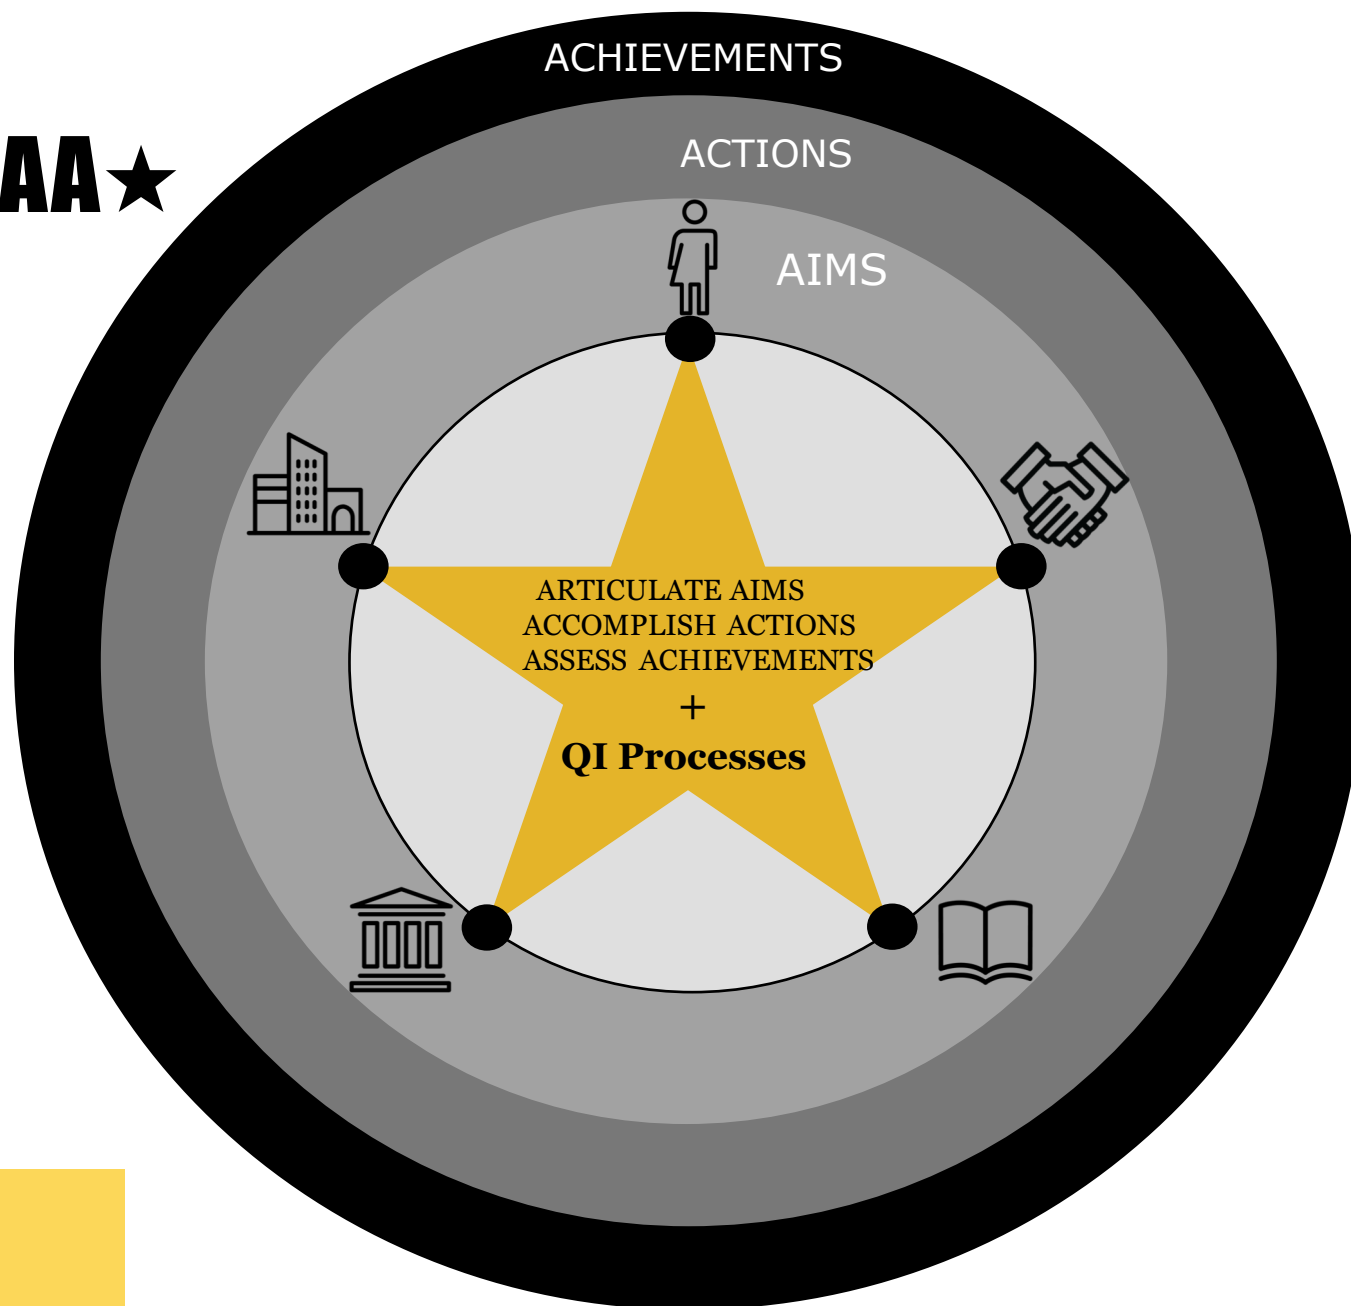 ACHIEVEMENTS
ACTIONS
AA★
AIMS
ARTICULATE AIMS
ACCOMPLISH ACTIONS
ASSESS ACHIEVEMENTS
+
QI Processes